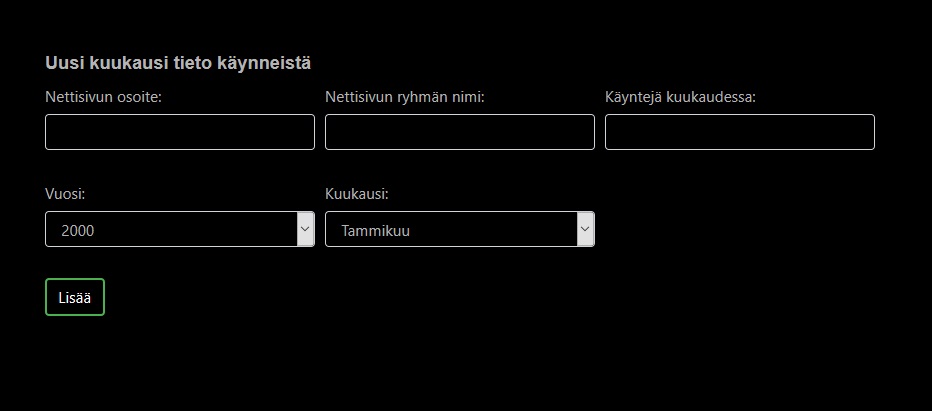 Uusi kuukausi tieto käynneistä
Nettisivun osoite: Nettisivun ryhmän nimi: Käyntejä kuukaudessa:
Vuosi: Kuukausi:
2000 Tammikuu
Lisää